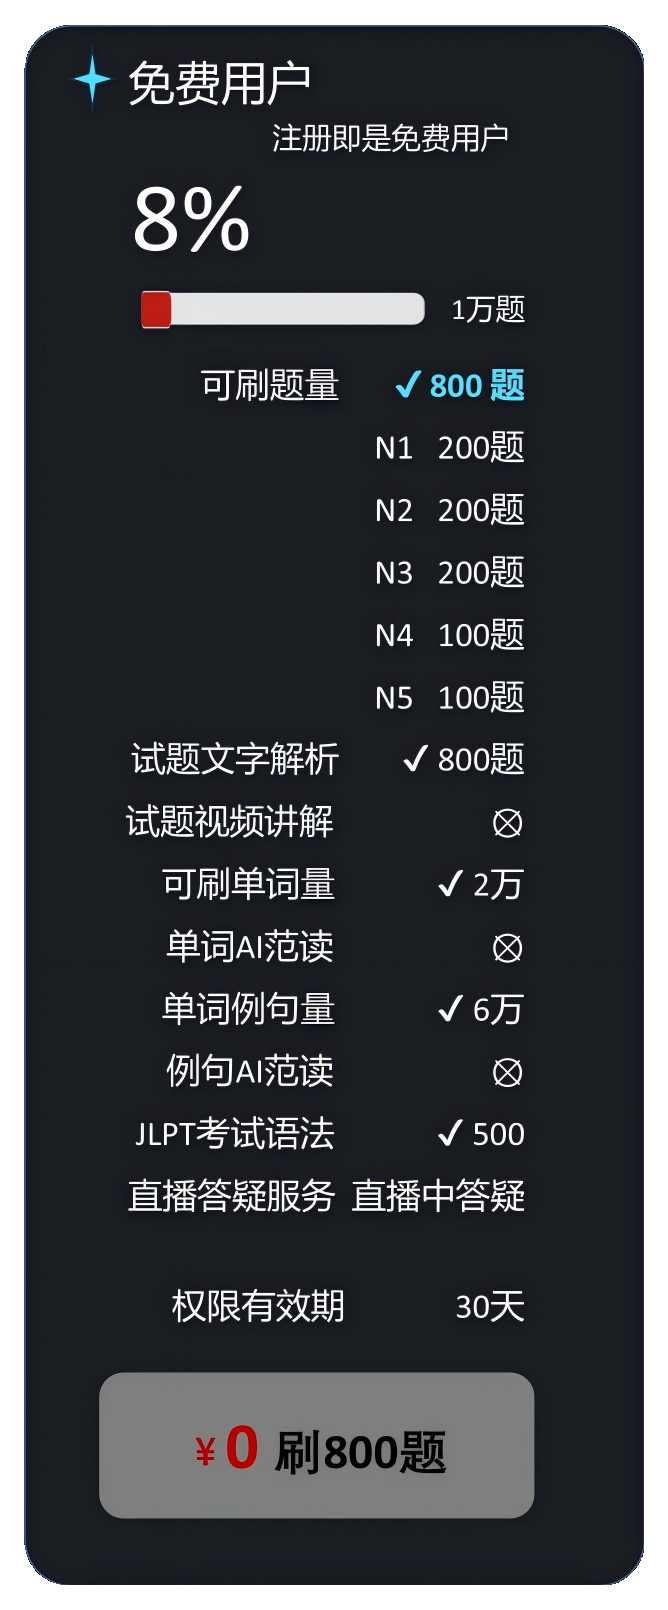 免费用户
注册即是免费用户
8%
1万题
可刷题量 ✓ 800 题
N1 200题
N2 200题
N3 200题
N4 100题
N5 100题
试题文字解析 ✓ 800题
试题视频讲解 ⊗
可刷单词量 ✓ 2万
单词AI范读 ⊗
单词例句量 ✓ 6万
例句AI范读 ⊗
JLPT考试语法 ✓ 500
直播答疑服务 直播中答疑
权限有效期 30天
¥ 0 刷800题